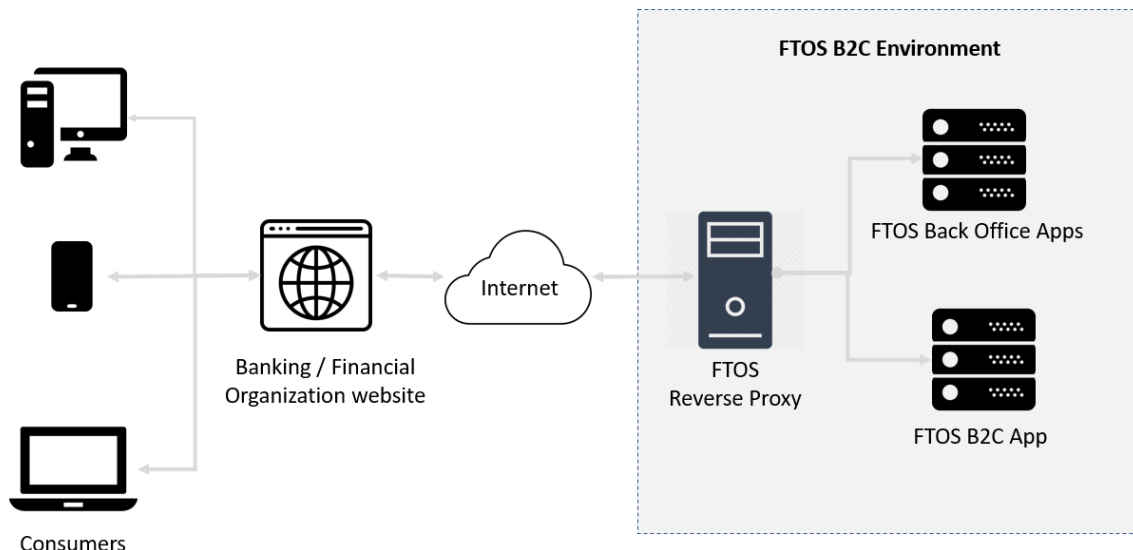 FTOS B2C Environment
FTOS Back Office Apps
Internet
Banking / Financial
Organization website
FTOS
Reverse Proxy
FTOS B2C App
Consumers